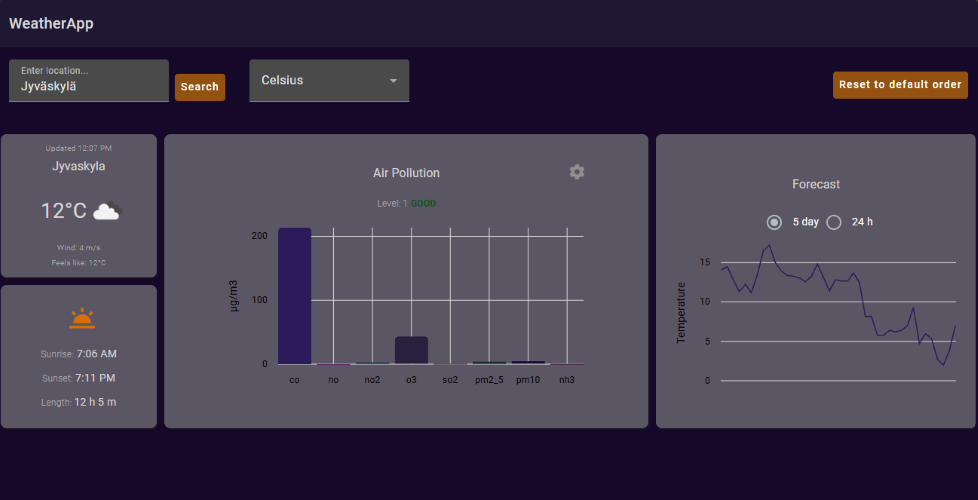 WeatherApp
Enter location...
Jyväskylä
Search
Celsius
Reset to default order
Updated 12:07 PM
Jyvaskyla
12°C
Wind: 4 m/s
Feels like: 12°C
Sunrise: 7:06 AM
Sunset: 7:11 PM
Length: 12 h 5 m
Air Pollution
Level: 1 GOOD
µg/m3
200
100
0
co no no2 o3 so2 pm2_5 pm10 nh3
Forecast
5 day 24 h
Temperature
15
10
5
0